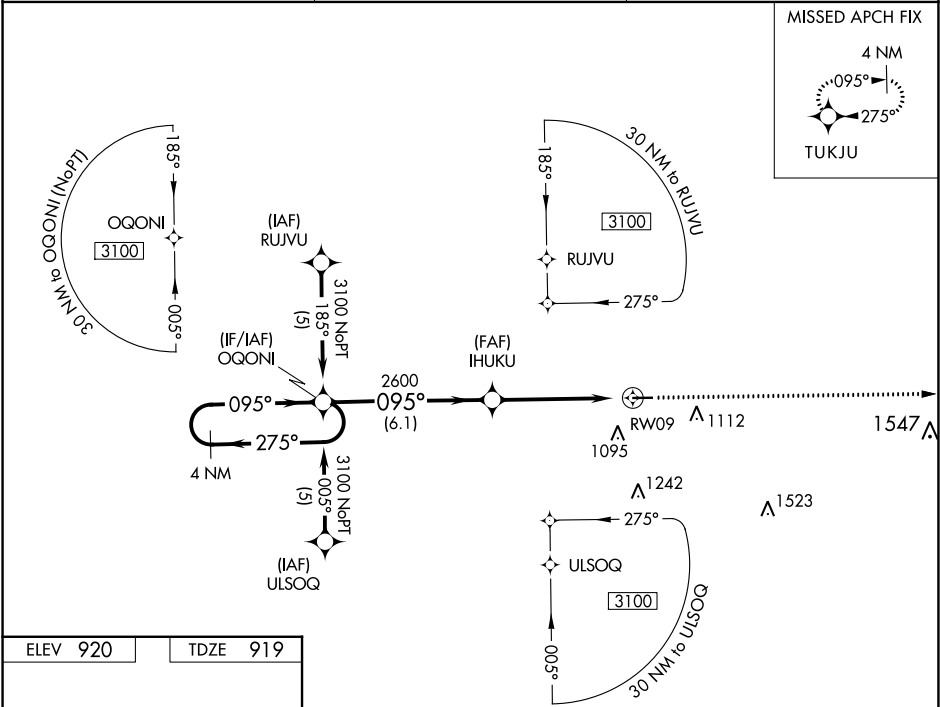 MISSED APCH FIX
4 NM
095°
275°
TUKJU
30 NM to OQONI (NoPT)
185°
OQONI
3100
005°
(IAF)
RUJVU
3100 NoPT
185°
(5)
30 NM to RUJVU
185°
3100
RUJVU
275°
(IF/IAF)
OQONI
(FAF)
IHUKU
2600
095°
(6.1)
095°
275°
4 NM
RW09
1095
1112
1547
1242
1523
3100 NoPT
005°
(5)
(IAF)
ULSOQ
275°
ULSOQ
3100
005°
30 NM to ULSOQ
ELEV 920
TDZE 919